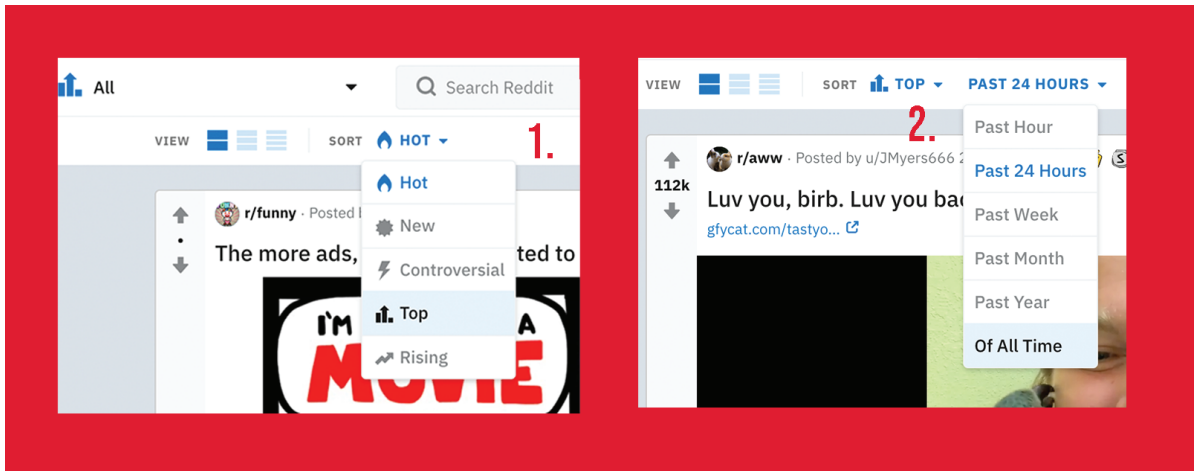 All
Search Reddit
VIEW
SORT
HOT
1.
Hot
New
Controversial
Top
Rising
r/funny · Posted
The more ads,
ted to
I'M
A
MOVIE
VIEW
SORT
TOP
PAST 24 HOURS
2.
Past Hour
Past 24 Hours
Past Week
Past Month
Past Year
Of All Time
112k
r/aww · Posted by u/JMyers666 2
Luv you, birb. Luv you bac
gfycat.com/tastyo...